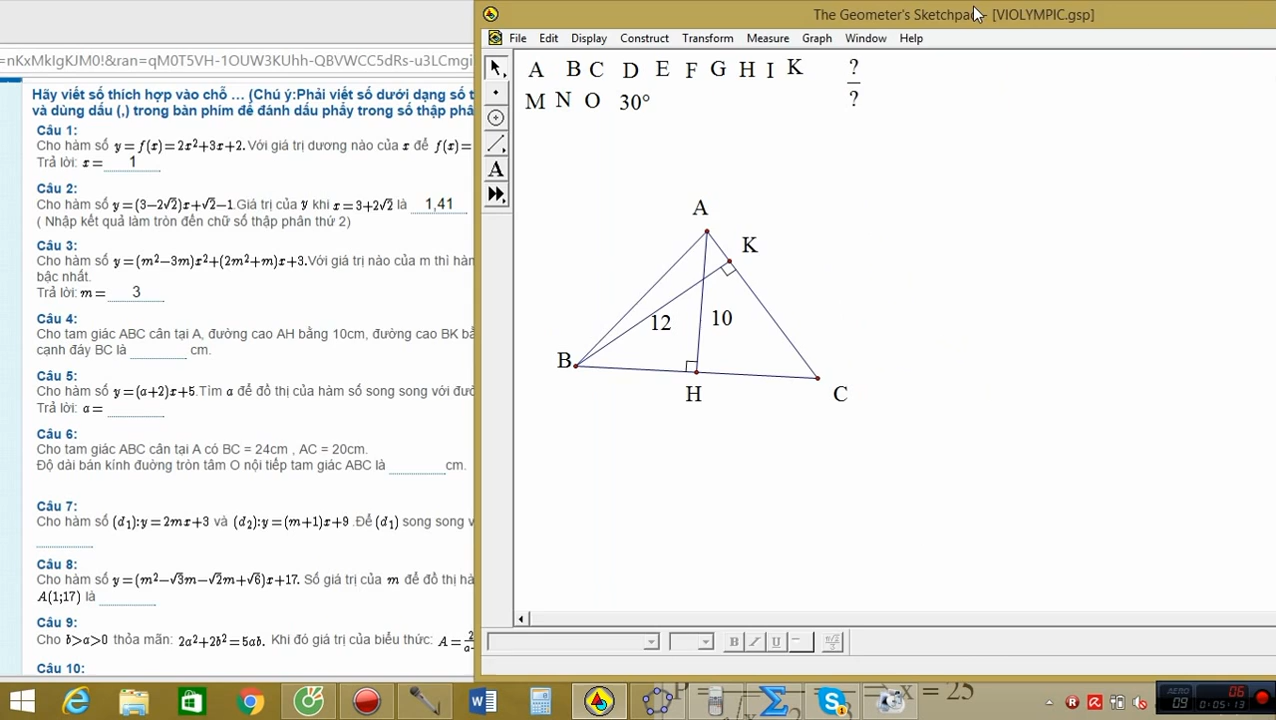 The Geometer's Sketchpad - [VIOLYMPIC.gsp]
File Edit Display Construct Transform Measure Graph Window Help
=nKxMkIgKJM0!&ran=qM0T5VH-1OUW3KUhh-QBVWCC5dRs-u3LCmgi
Hãy viết số thích hợp vào chỗ … (Chú ý:Phải viết số dưới dạng số t
và dùng dấu (,) trong bàn phím để đánh dấu phẩy trong số thập phâ
Câu 1:
Cho hàm số y=f(x)=2x²+3x+2.Với giá trị dương nào của x để f(x)=
Trả lời: x= 1
Câu 2:
Cho hàm số y=(3−2√2)x+√2−1.Giá trị của y khi x=3+2√2 là 1,41
( Nhập kết quả làm tròn đến chữ số thập phân thứ 2)
Câu 3:
Cho hàm số y=(m²−3m)x²+(2m²+m)x+3.Với giá trị nào của m thì hàm
bậc nhất.
Trả lời: m= 3
Câu 4:
Cho tam giác ABC cân tại A, đường cao AH bằng 10cm, đường cao BK bằ
cạnh đáy BC là cm.
Câu 5:
Cho hàm số y=(a+2)x+5.Tìm a để đồ thị của hàm số song song với đườ
Trả lời: a=
Câu 6:
Cho tam giác ABC cân tại A có BC = 24cm , AC = 20cm.
Độ dài bán kính đường tròn tâm O nội tiếp tam giác ABC là cm.
Câu 7:
Cho hàm số (d₁):y=2mx+3 và (d₂):y=(m+1)x+9 .Để (d₁) song song v
Câu 8:
Cho hàm số y=(m²−√3m−√2m+√6)x+17. Số giá trị của m để đồ thị hà
A(1;17) là
Câu 9:
Cho b>a>0 thỏa mãn: 2a²+2b²=5ab. Khi đó giá trị của biểu thức: A=
Câu 10:
A B C D E F G H I K ?
M N O 30° ?
A
K
12 10
B
H C
B I U
= x = 25
AERO 06
09 0:05:13